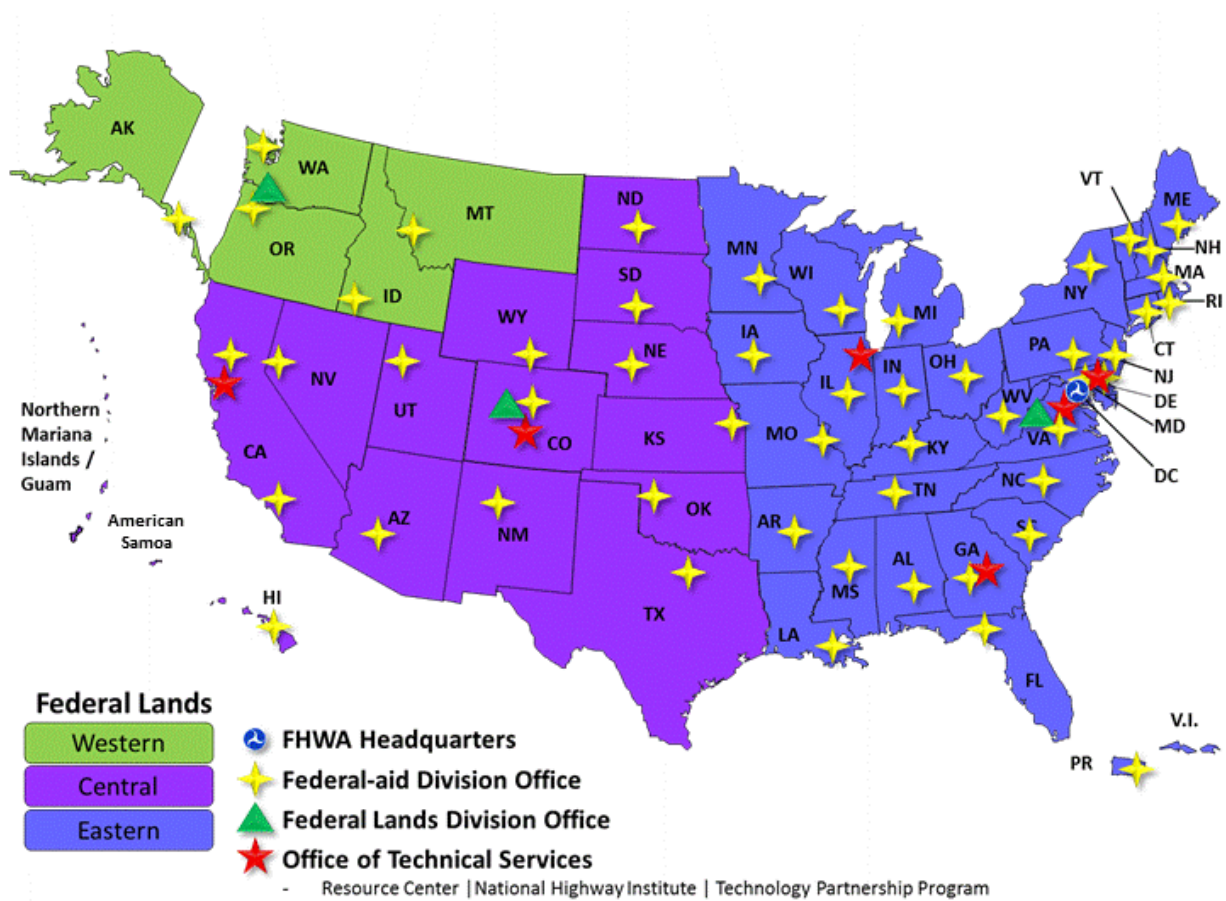 AK
WA
MT
OR
ID
ND
MN
SD
WI
MI
WY
NE
IA
NV
UT
CO
CA
KS
MO
IL
IN
OH
KY
WV
VA
PA
NY
VT
ME
NH
MA
RI
CT
NJ
DE
MD
DC
AZ
NM
OK
TX
AR
LA
MS
AL
TN
NC
SC
GA
FL
Northern
Mariana
Islands /
Guam
American
Samoa
HI
PR
V.I.
Federal Lands
Western
Central
Eastern
FHWA Headquarters
Federal-aid Division Office
Federal Lands Division Office
Office of Technical Services
- Resource Center |National Highway Institute | Technology Partnership Program